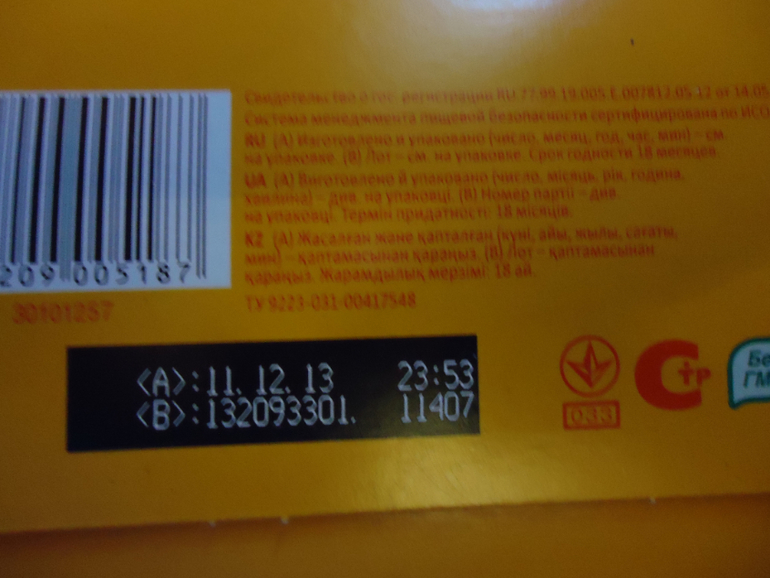 Свидетельство о гос. регистрации RU.77.99.19.005.Е.007812.05.12 от 14.05
Система менеджмента пищевой безопасности сертифицирована по ИСО
RU (A) Изготовлено и упаковано (число, месяц, год, час, мин) – см.
на упаковке. (B) Лот – см. на упаковке. Срок годности 18 месяцев.
UA (A) Виготовлено й упаковано (число, місяць, рік, година,
хвилина) – див. на упаковці. (B) Номер партії – див.
на упаковці. Термін придатності: 18 місяців.
KZ (A) Жасалған және қапталған (күні, айы, жылы, сағаты,
мин) – қаптамасынан қараңыз. (B) Лот – қаптамасынан
қараңыз. Жарамдылық мерзімі: 18 ай.
ТУ 9223-031-00417548
209 005187
30101257
<A>:11. 12. 13 23:53
<B>:132093301. 11407
033
СТР
Бе
ГМ